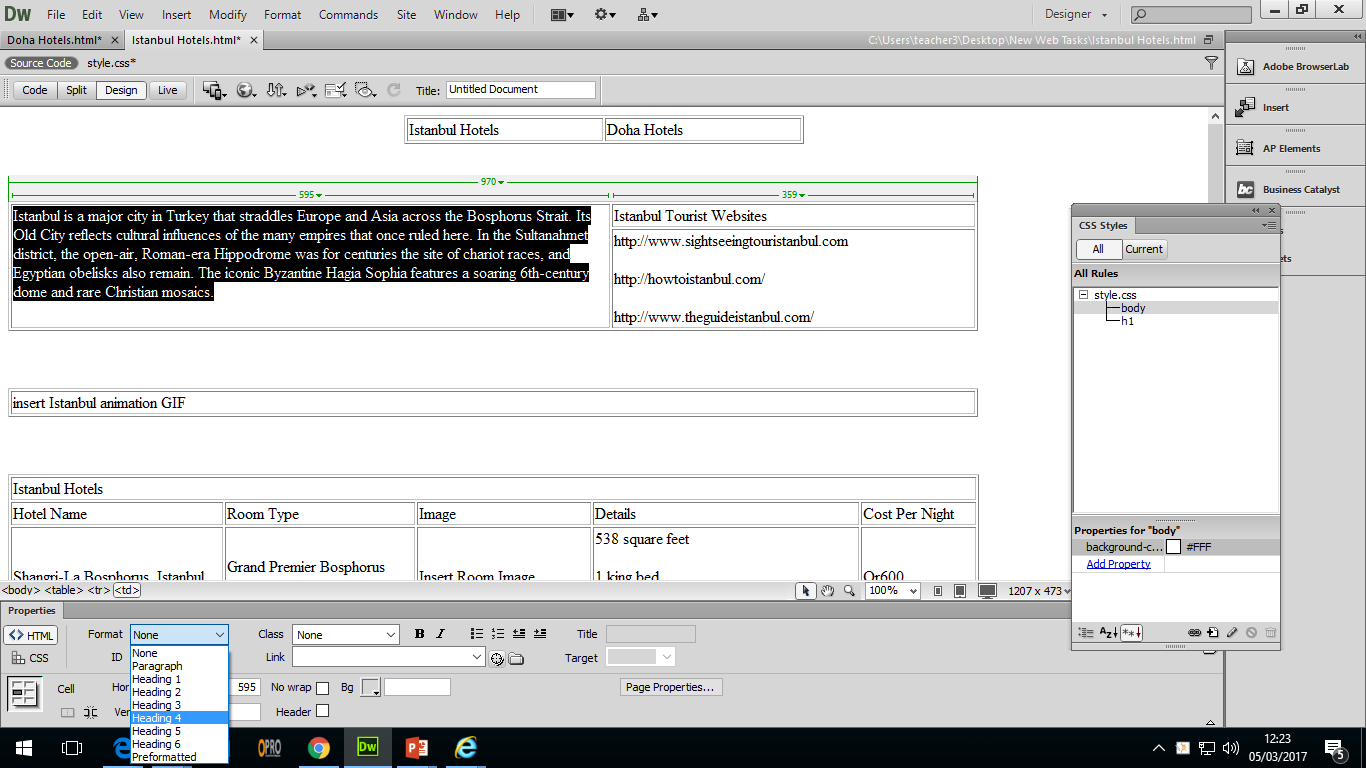 Dw File Edit View Insert Modify Format Commands Site Window Help Designer
Doha Hotels.html* Istanbul Hotels.html* C:\Users\teacher3\Desktop\New Web Tasks\Istanbul Hotels.html
Source Code style.css*
Code Split Design Live Title: Untitled Document
Istanbul Hotels Doha Hotels
970
595 359
Istanbul is a major city in Turkey that straddles Europe and Asia across the Bosphorus Strait. Its
Old City reflects cultural influences of the many empires that once ruled here. In the Sultanahmet
district, the open-air, Roman-era Hippodrome was for centuries the site of chariot races, and
Egyptian obelisks also remain. The iconic Byzantine Hagia Sophia features a soaring 6th-century
dome and rare Christian mosaics.
Istanbul Tourist Websites
http://www.sightseeingtouristanbul.com
http://howtoistanbul.com/
http://www.theguideistanbul.com/
insert Istanbul animation GIF
Istanbul Hotels
Hotel Name Room Type Image Details Cost Per Night
538 square feet
Shangri-La Bosphorus, Istanbul Grand Premier Bosphorus Insert Room Image 1 king bed Qr600
<body> <table> <tr> <td> 100% 1207 x 473
Properties
HTML Format None Class None B I Title
CSS ID Link Target
None
Paragraph
Heading 1
Heading 2
Heading 3
Heading 4
Heading 5
Heading 6
Preformatted
Cell Hor 595 No wrap Bg Page Properties...
Ver Header
Adobe BrowserLab
Insert
AP Elements
bc Business Catalyst
s
ets
CSS Styles
All Current
All Rules
style.css
body
h1
Properties for "body"
background-c... #FFF
Add Property
OPRO Dw 12:23
05/03/2017 5